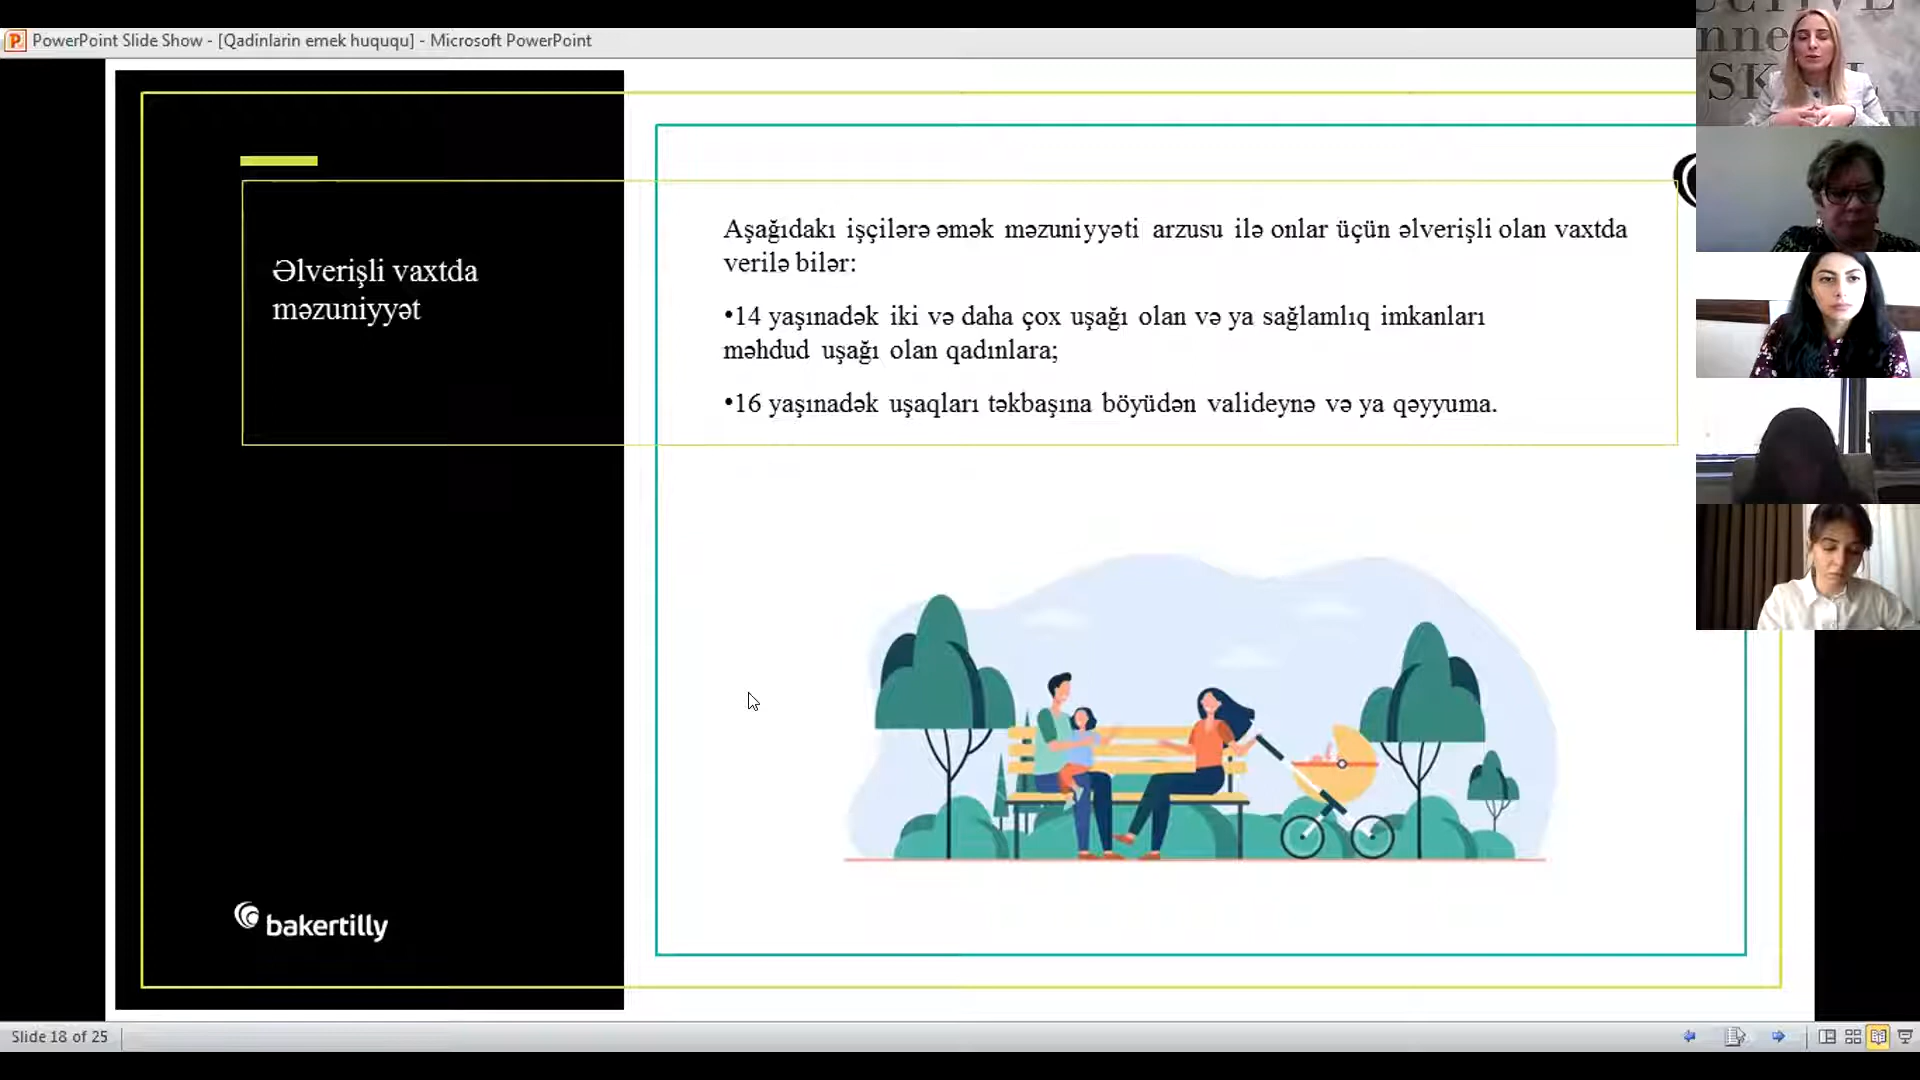 PowerPoint Slide Show - [Qadinlarin emek huququ] - Microsoft PowerPoint
Əlverişli vaxtda
məzuniyyət
Aşağıdakı işçilərə əmək məzuniyyəti arzusu ilə onlar üçün əlverişli olan vaxtda
verilə bilər:
•14 yaşınadək iki və daha çox uşağı olan və ya sağlamlıq imkanları
məhdud uşağı olan qadınlara;
•16 yaşınadək uşaqları təkbaşına böyüdən valideynə və ya qəyyuma.
bakertilly
Slide 18 of 25